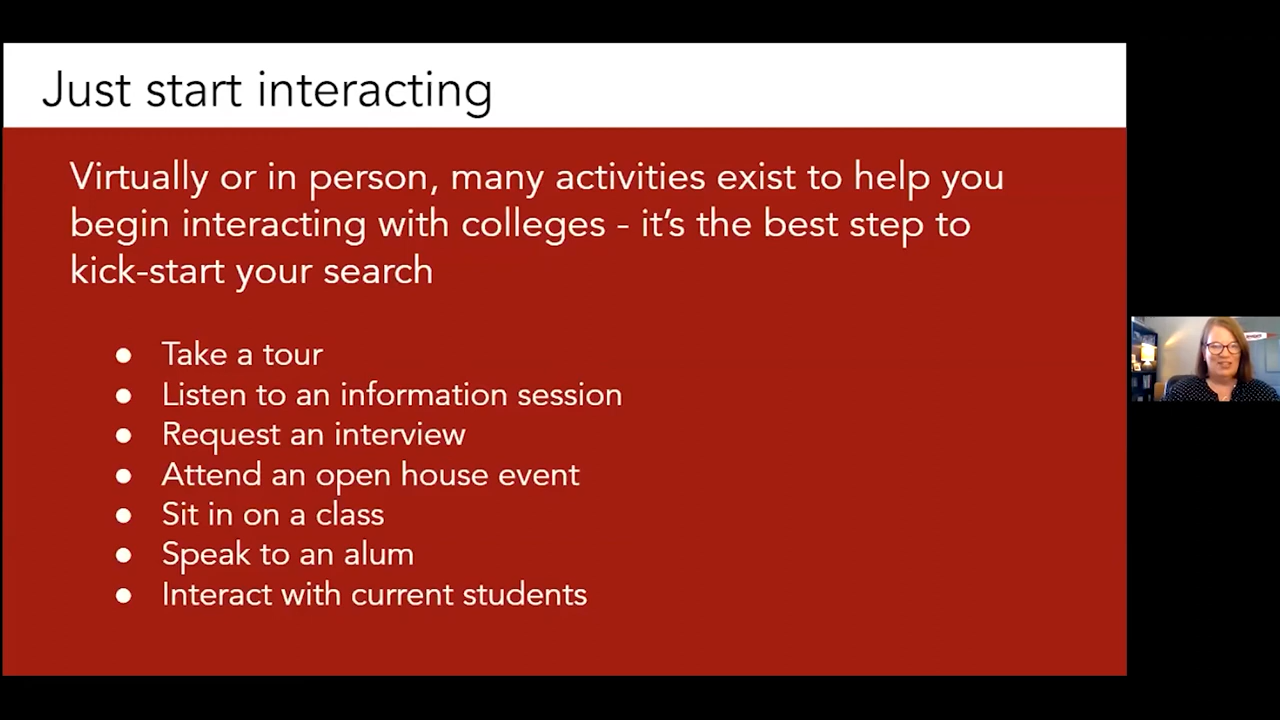 Just start interacting
Virtually or in person, many activities exist to help you
begin interacting with colleges - it's the best step to
kick-start your search
● Take a tour
● Listen to an information session
● Request an interview
● Attend an open house event
● Sit in on a class
● Speak to an alum
● Interact with current students